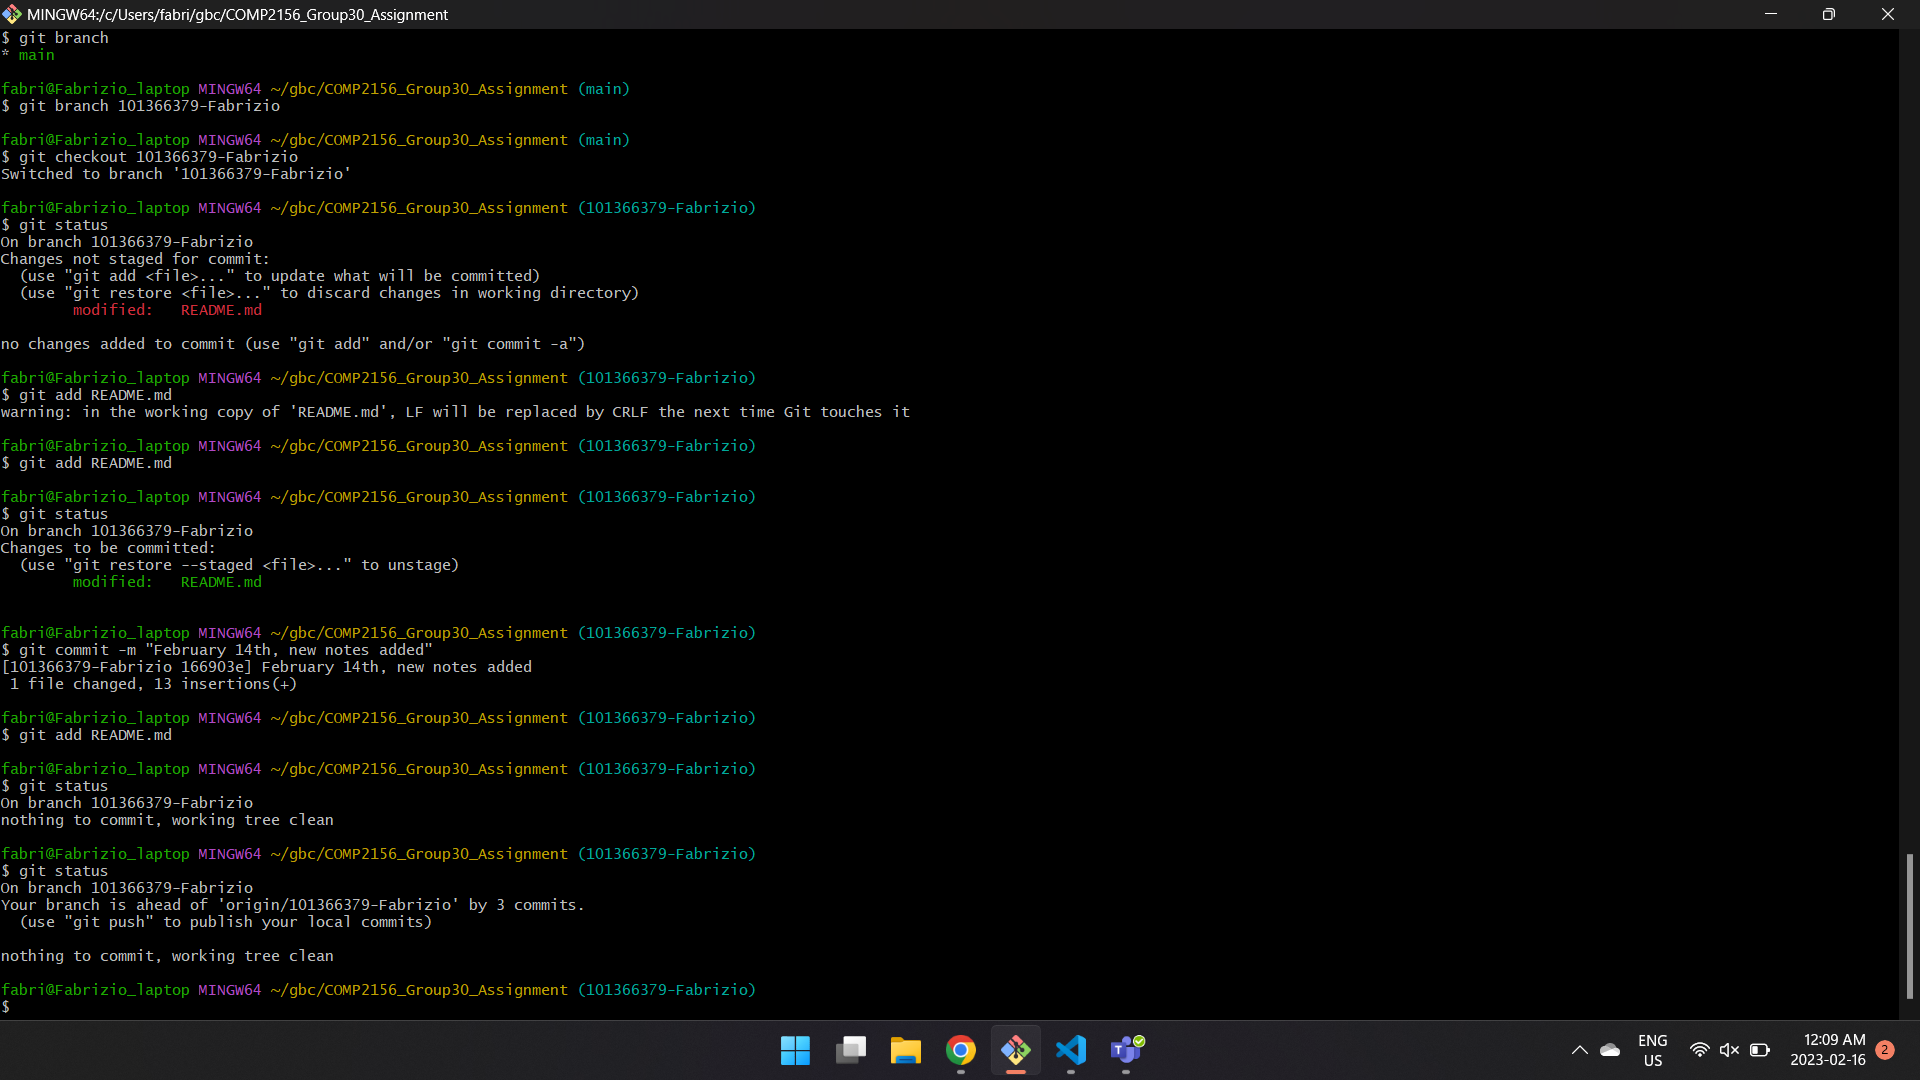 MINGW64:/c/Users/fabri/gbc/COMP2156_Group30_Assignment
$ git branch
* main
fabri@Fabrizio_laptop MINGW64 ~/gbc/COMP2156_Group30_Assignment (main)
$ git branch 101366379-Fabrizio
fabri@Fabrizio_laptop MINGW64 ~/gbc/COMP2156_Group30_Assignment (main)
$ git checkout 101366379-Fabrizio
Switched to branch '101366379-Fabrizio'
fabri@Fabrizio_laptop MINGW64 ~/gbc/COMP2156_Group30_Assignment (101366379-Fabrizio)
$ git status
On branch 101366379-Fabrizio
Changes not staged for commit:
  (use "git add <file>..." to update what will be committed)
  (use "git restore <file>..." to discard changes in working directory)
        modified:   README.md
no changes added to commit (use "git add" and/or "git commit -a")
fabri@Fabrizio_laptop MINGW64 ~/gbc/COMP2156_Group30_Assignment (101366379-Fabrizio)
$ git add README.md
warning: in the working copy of 'README.md', LF will be replaced by CRLF the next time Git touches it
fabri@Fabrizio_laptop MINGW64 ~/gbc/COMP2156_Group30_Assignment (101366379-Fabrizio)
$ git add README.md
fabri@Fabrizio_laptop MINGW64 ~/gbc/COMP2156_Group30_Assignment (101366379-Fabrizio)
$ git status
On branch 101366379-Fabrizio
Changes to be committed:
  (use "git restore --staged <file>..." to unstage)
        modified:   README.md
fabri@Fabrizio_laptop MINGW64 ~/gbc/COMP2156_Group30_Assignment (101366379-Fabrizio)
$ git commit -m "February 14th, new notes added"
[101366379-Fabrizio 166903e] February 14th, new notes added
 1 file changed, 13 insertions(+)
fabri@Fabrizio_laptop MINGW64 ~/gbc/COMP2156_Group30_Assignment (101366379-Fabrizio)
$ git add README.md
fabri@Fabrizio_laptop MINGW64 ~/gbc/COMP2156_Group30_Assignment (101366379-Fabrizio)
$ git status
On branch 101366379-Fabrizio
nothing to commit, working tree clean
fabri@Fabrizio_laptop MINGW64 ~/gbc/COMP2156_Group30_Assignment (101366379-Fabrizio)
$ git status
On branch 101366379-Fabrizio
Your branch is ahead of 'origin/101366379-Fabrizio' by 3 commits.
  (use "git push" to publish your local commits)
nothing to commit, working tree clean
fabri@Fabrizio_laptop MINGW64 ~/gbc/COMP2156_Group30_Assignment (101366379-Fabrizio)
$
ENG
US
12:09 AM
2023-02-16
2